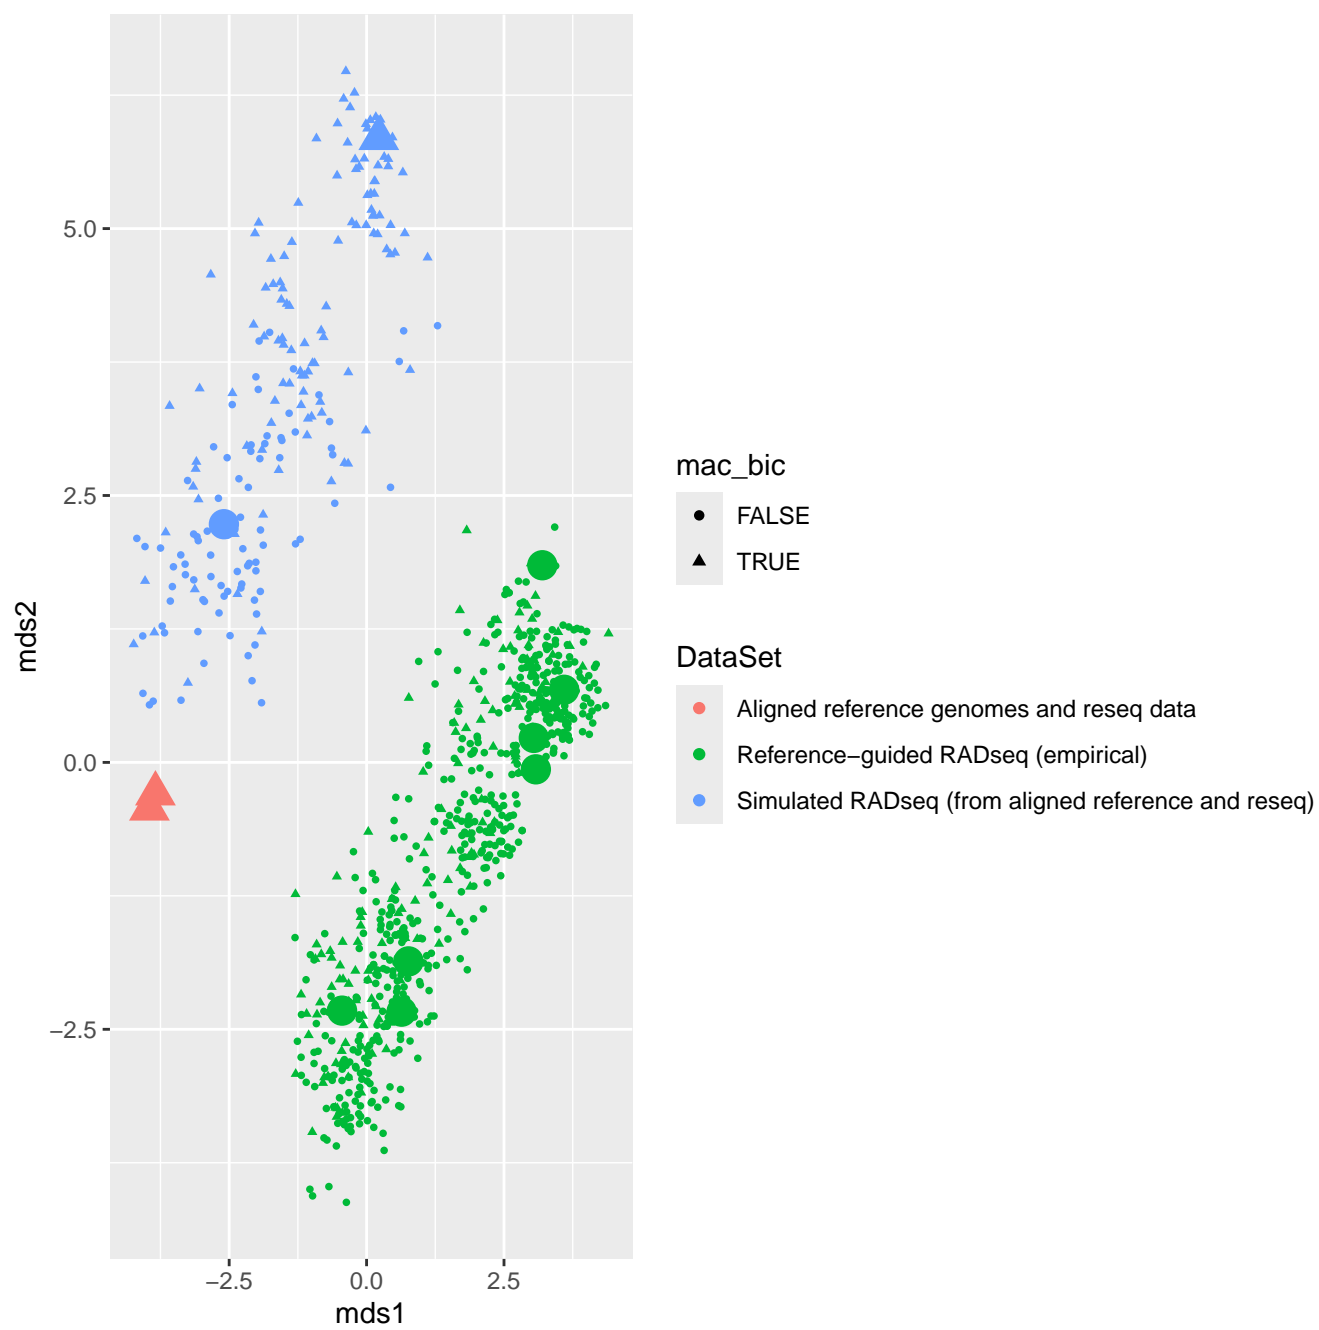 5.0
2.5
0.0
−2.5
mds2
−2.5 0.0 2.5
mds1
mac_bic
FALSE
TRUE
DataSet
Aligned reference genomes and reseq data
Reference−guided RADseq (empirical)
Simulated RADseq (from aligned reference and reseq)